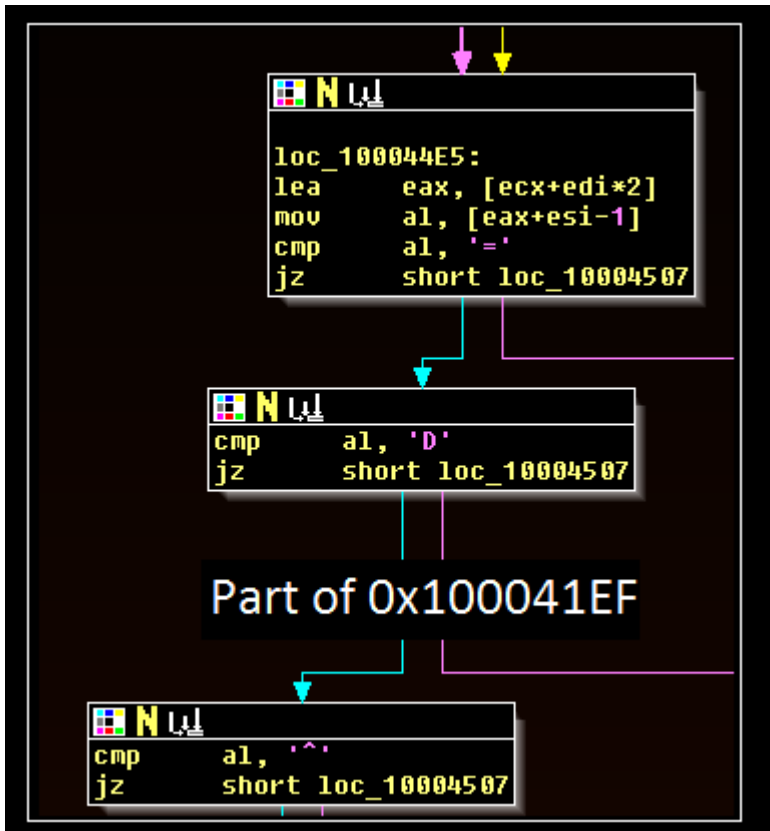 N
loc_100044E5:
lea eax, [ecx+edi*2]
mov al, [eax+esi-1]
cmp al, '='
jz short loc_10004507
N
cmp al, 'D'
jz short loc_10004507
Part of 0x100041EF
N
cmp al, '^'
jz short loc_10004507